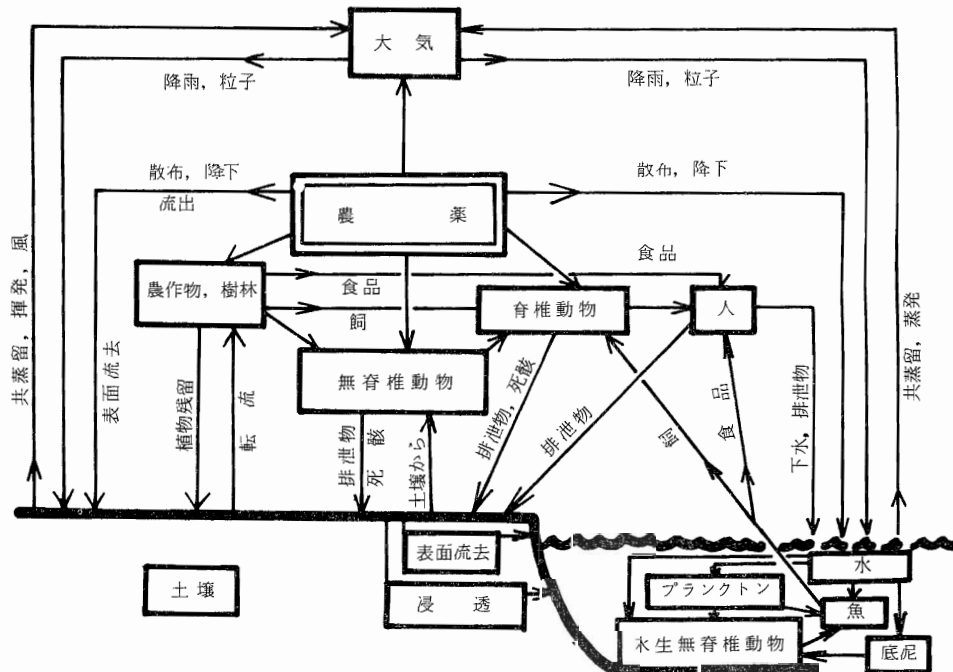 大気
降雨，粒子
降雨，粒子
散布，降下
流出
散布，降下
農薬
食品
農作物，樹林
食品
飼
脊椎動物
人
無脊椎動物
共蒸留，揮発，風
表面流去
植物残留
転流
排泄物
死骸
土壌から
排泄物，死骸
排泄物
飼
食品
下水，排泄物
共蒸留，蒸発
表面流去
浸透
土壌
水
プランクトン
魚
水生無脊椎動物
底泥